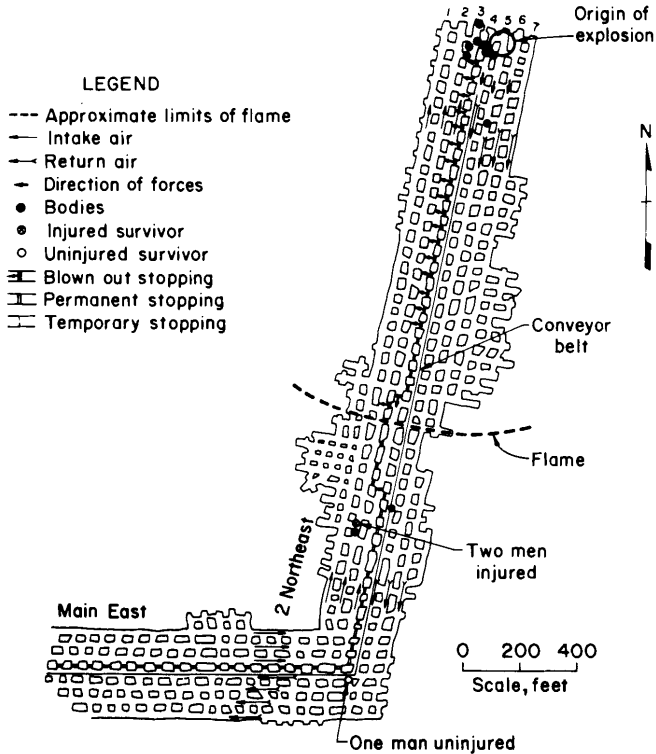 1 2 3 4 5 6 7
Origin of
explosion
LEGEND
Approximate limits of flame
Intake air
Return air
Direction of forces
Bodies
Injured survivor
Uninjured survivor
Blown out stopping
Permanent stopping
Temporary stopping
N
Conveyor
belt
Flame
2 Northeast
Two men
injured
Main East
0 200 400
Scale, feet
One man uninjured